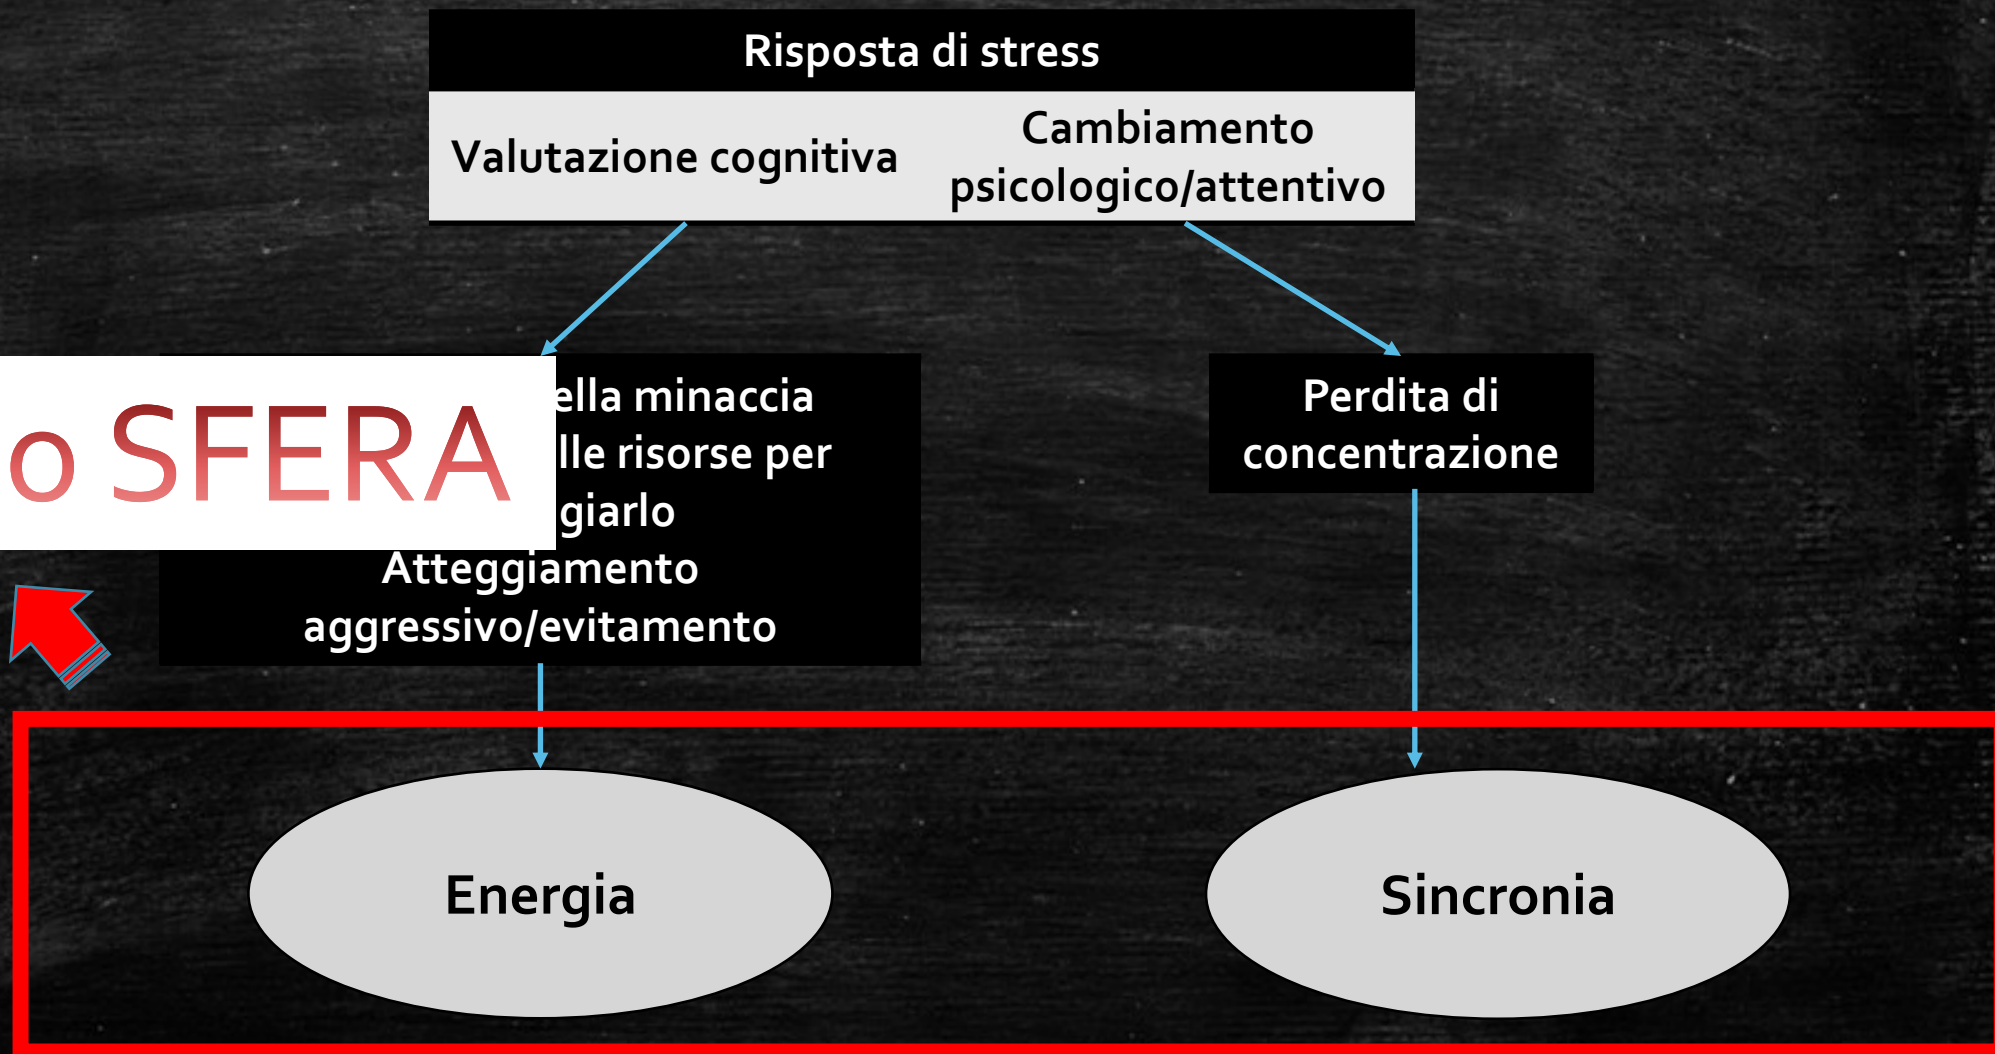 Risposta di stress
Valutazione cognitiva
Cambiamento
psicologico/attentivo
o SFERA
ella minaccia
lle risorse per
giarlo
Atteggiamento
aggressivo/evitamento
Perdita di
concentrazione
Energia
Sincronia